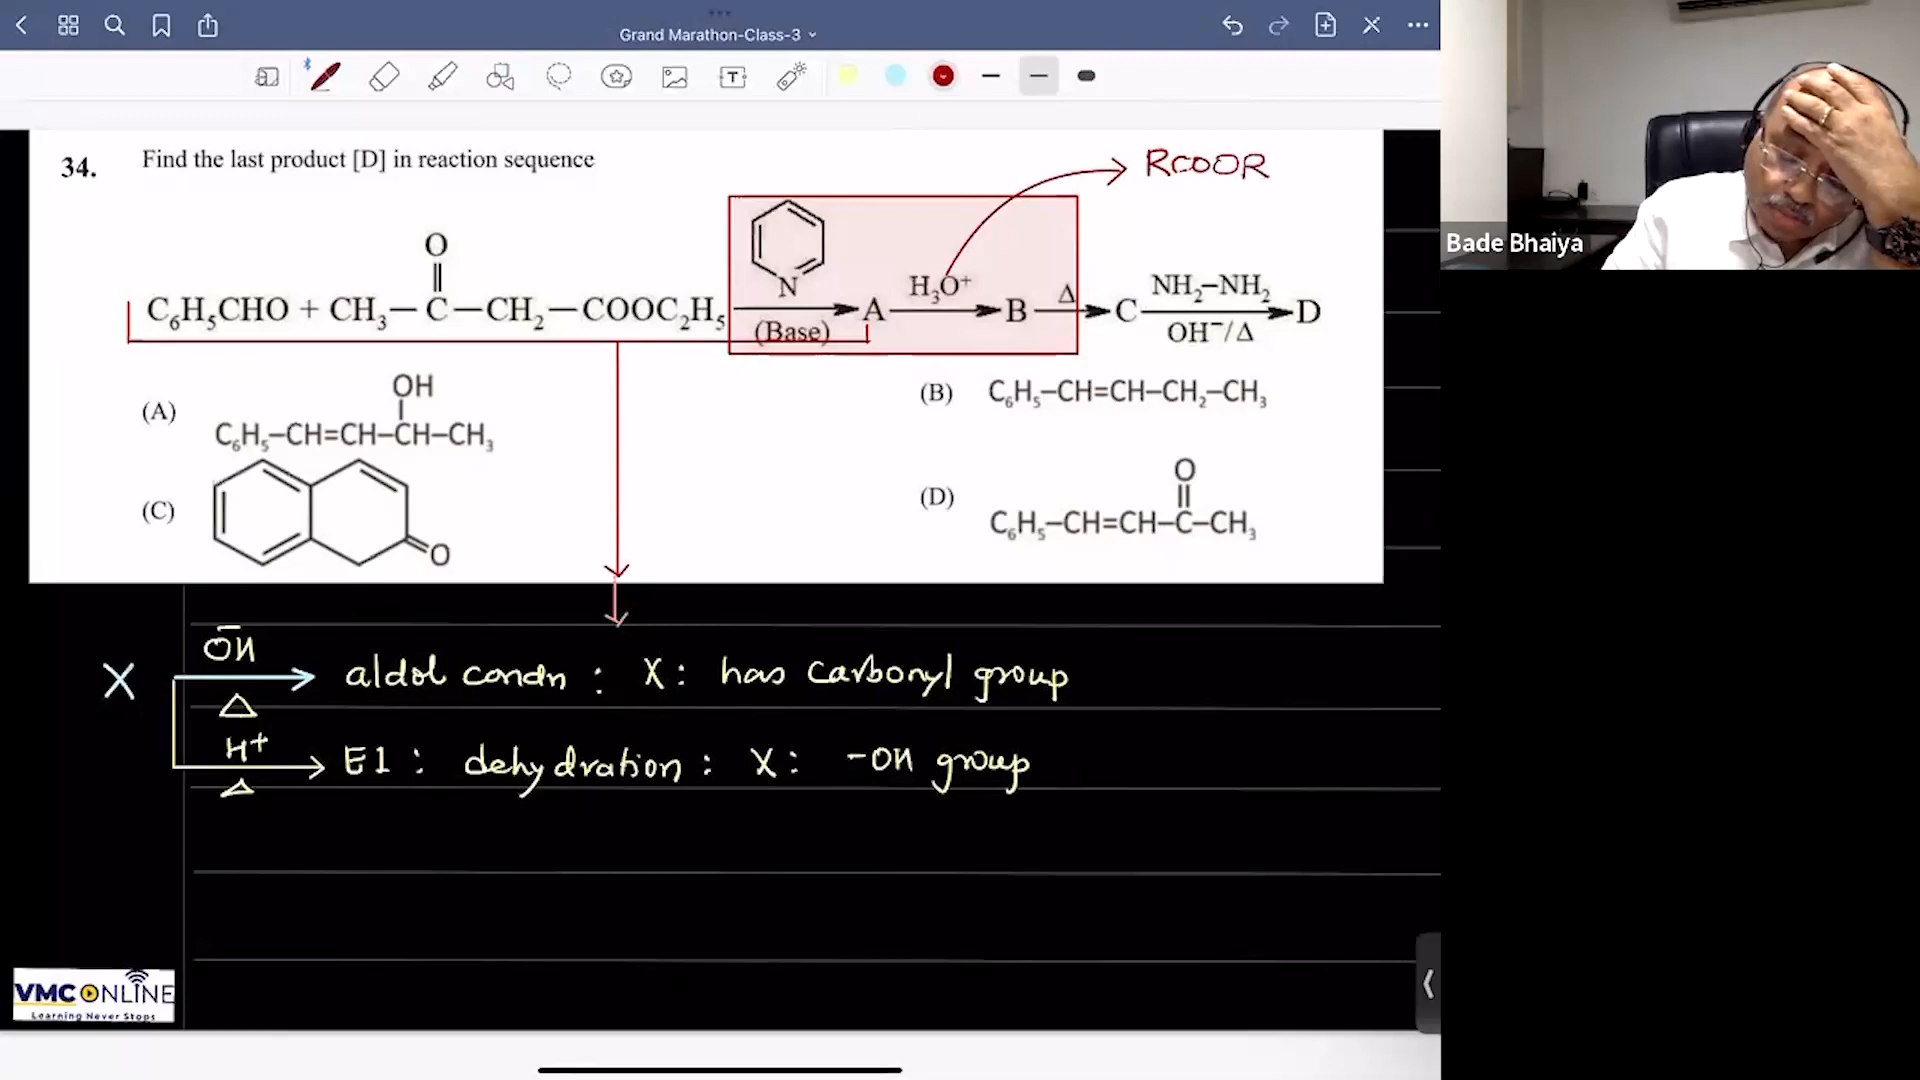 Grand Marathon-Class-3
34. Find the last product [D] in reaction sequence
RCOOR
C₆H₅CHO + CH₃—C(=O)—CH₂—COOC₂H₅ —[N / (Base)]→ A —[H₃O⁺]→ B —[Δ]→ C —[NH₂–NH₂ / OH⁻/Δ]→ D
(A) C₆H₅–CH=CH–CH(OH)–CH₃
(B) C₆H₅–CH=CH–CH₂–CH₃
(C) O
(D) C₆H₅–CH=CH–C(=O)–CH₃
X —[ŌH / Δ]→ aldol condn : X : has carbonyl group
—[H⁺ / Δ]→ E1 : dehydration : X : -OH group
Bade Bhaiya
VMC ONLINE
Learning Never Stops